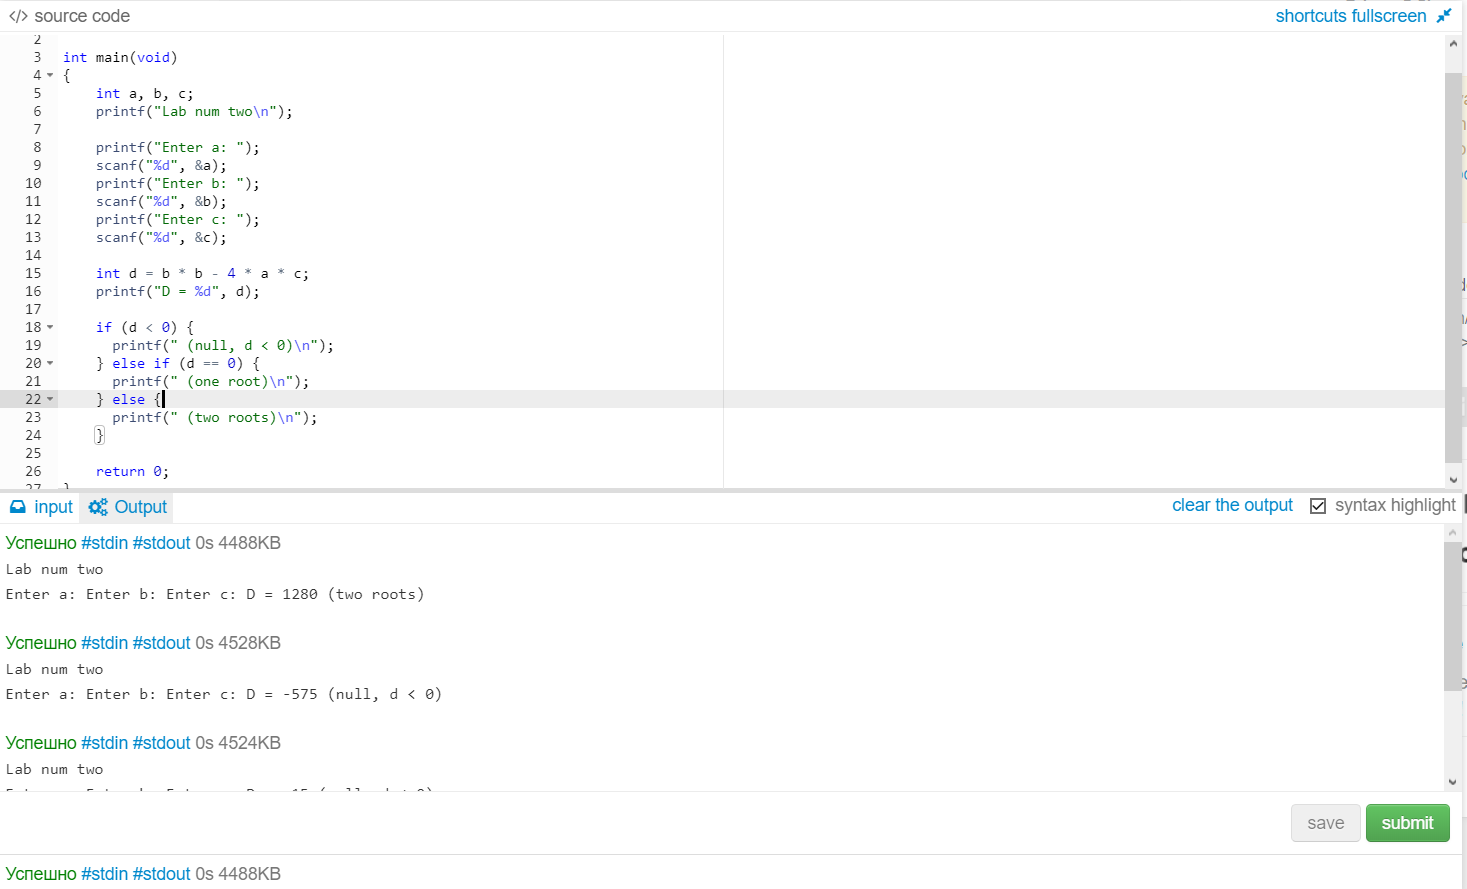 </> source code
shortcuts fullscreen
2
3 int main(void)
4 {
5 int a, b, c;
6 printf("Lab num two\n");
7
8 printf("Enter a: ");
9 scanf("%d", &a);
10 printf("Enter b: ");
11 scanf("%d", &b);
12 printf("Enter c: ");
13 scanf("%d", &c);
14
15 int d = b * b - 4 * a * c;
16 printf("D = %d", d);
17
18 if (d < 0) {
19 printf(" (null, d < 0)\n");
20 } else if (d == 0) {
21 printf(" (one root)\n");
22 } else {
23 printf(" (two roots)\n");
24 }
25
26 return 0;
27 }
input Output
clear the output syntax highlight
Успешно #stdin #stdout 0s 4488KB
Lab num two
Enter a: Enter b: Enter c: D = 1280 (two roots)
Успешно #stdin #stdout 0s 4528KB
Lab num two
Enter a: Enter b: Enter c: D = -575 (null, d < 0)
Успешно #stdin #stdout 0s 4524KB
Lab num two
save submit
Успешно #stdin #stdout 0s 4488KB